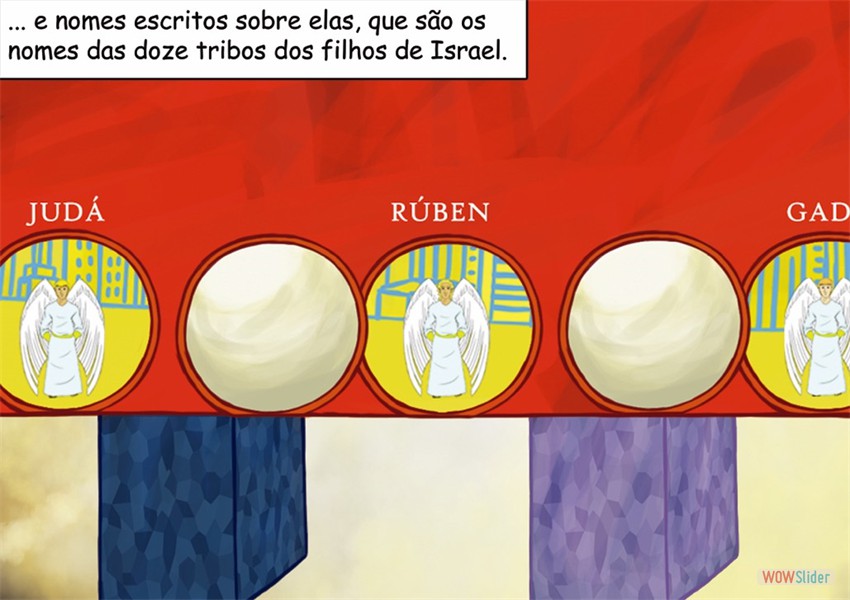 ... e nomes escritos sobre elas, que são os
nomes das doze tribos dos filhos de Israel.
JUDÁ
RÚBEN
GAD
WOWSlider